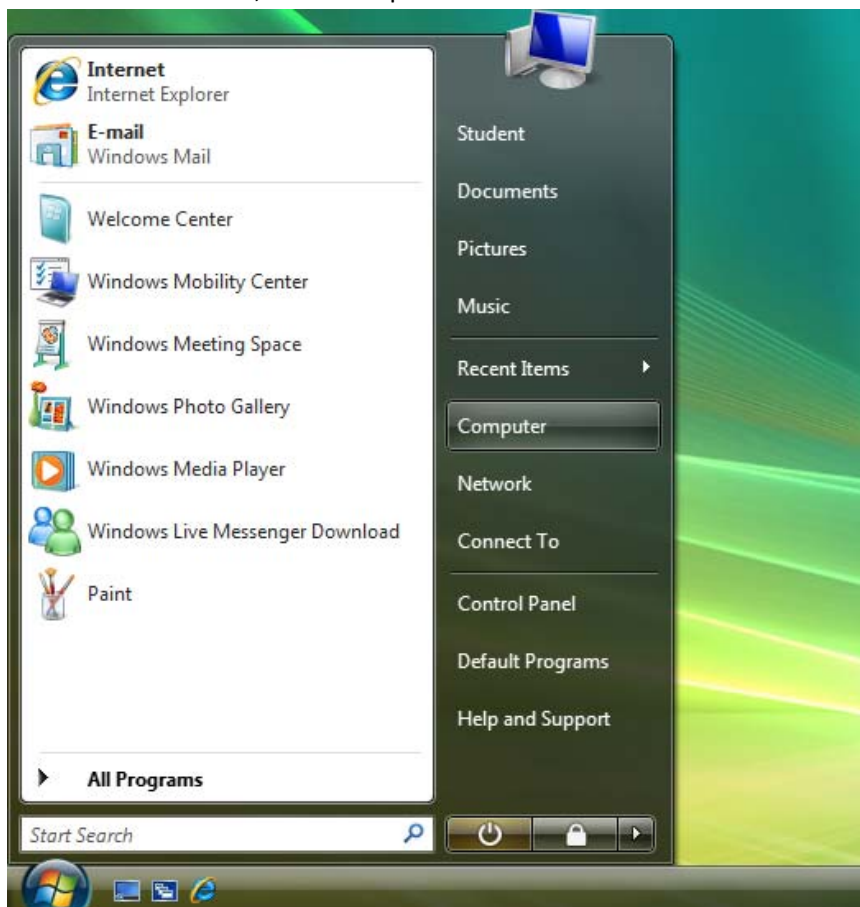 Internet
Internet Explorer
E-mail
Windows Mail
Welcome Center
Windows Mobility Center
Windows Meeting Space
Windows Photo Gallery
Windows Media Player
Windows Live Messenger Download
Paint
All Programs
Start Search
Student
Documents
Pictures
Music
Recent Items
Computer
Network
Connect To
Control Panel
Default Programs
Help and Support